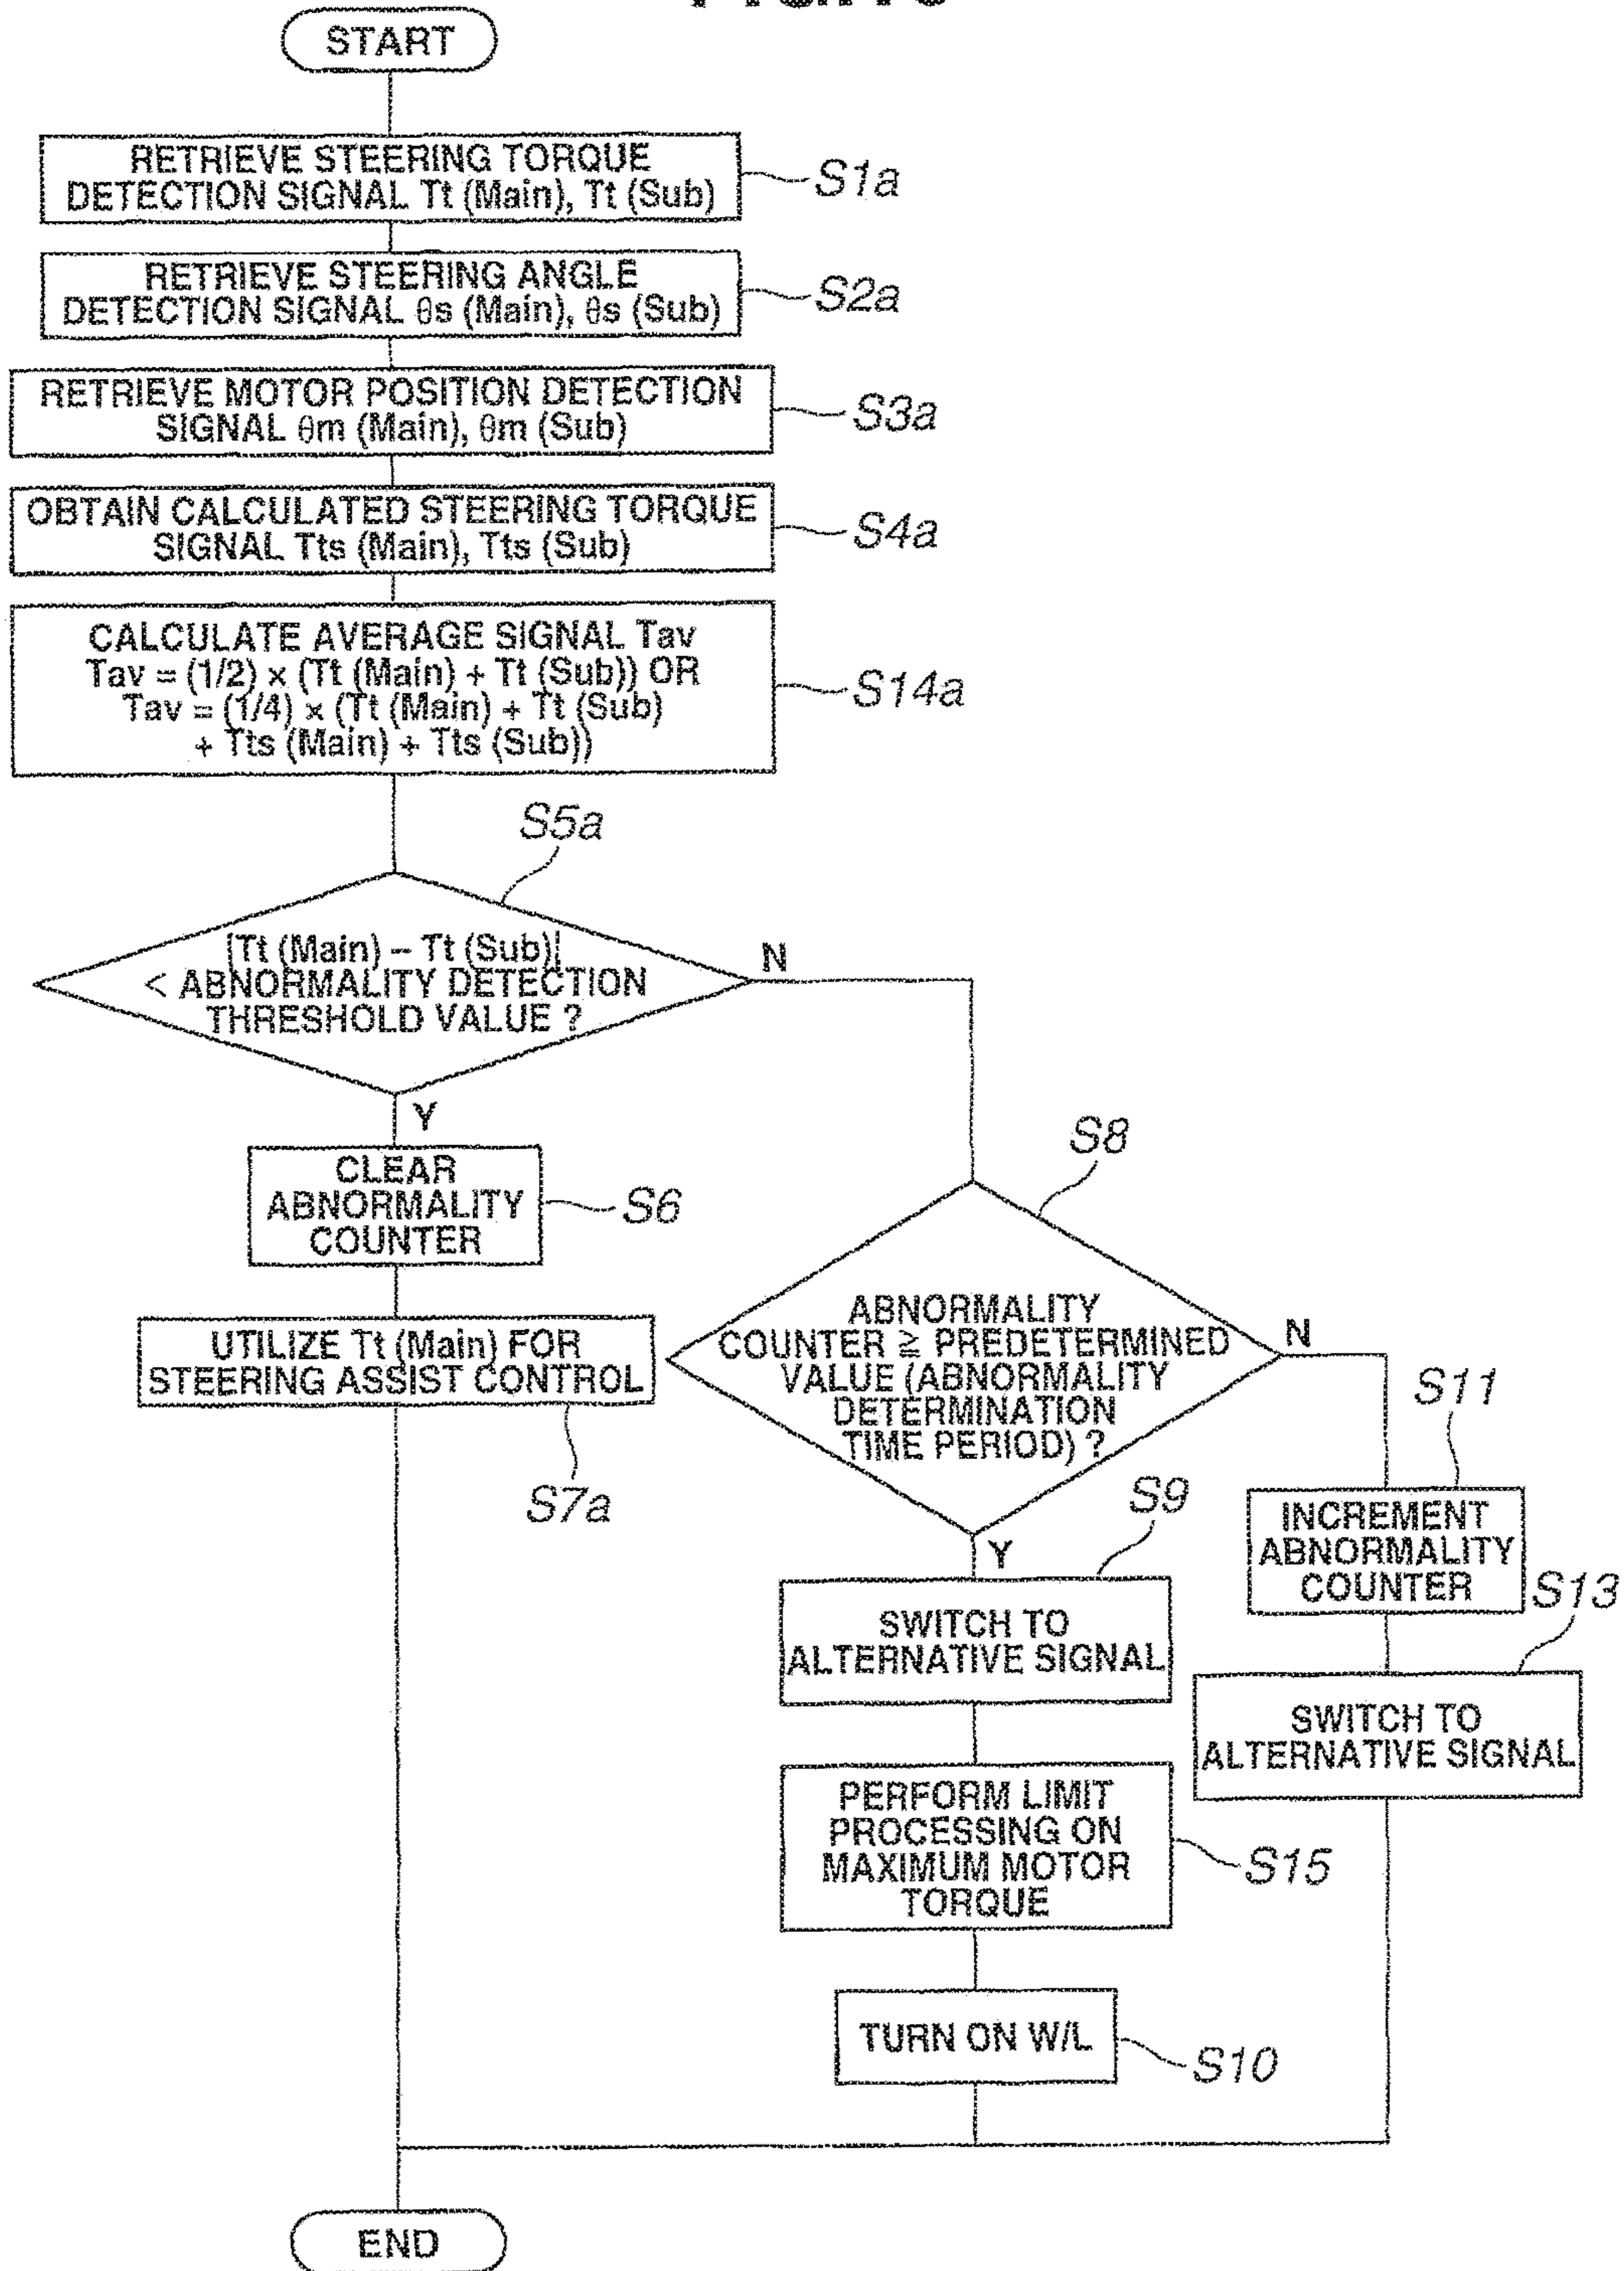 START
RETRIEVE STEERING TORQUE
DETECTION SIGNAL Tt (Main), Tt (Sub)
S1a
RETRIEVE STEERING ANGLE
DETECTION SIGNAL θs (Main), θs (Sub)
S2a
RETRIEVE MOTOR POSITION DETECTION
SIGNAL θm (Main), θm (Sub)
S3a
OBTAIN CALCULATED STEERING TORQUE
SIGNAL Tts (Main), Tts (Sub)
S4a
CALCULATE AVERAGE SIGNAL Tav
Tav = (1/2) × (Tt (Main) + Tt (Sub)) OR
Tav = (1/4) × (Tt (Main) + Tt (Sub)
+ Tts (Main) + Tts (Sub))
S14a
S5a
|Tt (Main) – Tt (Sub)|
< ABNORMALITY DETECTION
THRESHOLD VALUE ?
N
Y
CLEAR
ABNORMALITY
COUNTER
S6
UTILIZE Tt (Main) FOR
STEERING ASSIST CONTROL
S7a
S8
ABNORMALITY
COUNTER ≧ PREDETERMINED
VALUE (ABNORMALITY
DETERMINATION
TIME PERIOD) ?
N
Y
S11
INCREMENT
ABNORMALITY
COUNTER
S9
SWITCH TO
ALTERNATIVE SIGNAL
S13
SWITCH TO
ALTERNATIVE SIGNAL
PERFORM LIMIT
PROCESSING ON
MAXIMUM MOTOR
TORQUE
S15
TURN ON W/L
S10
END